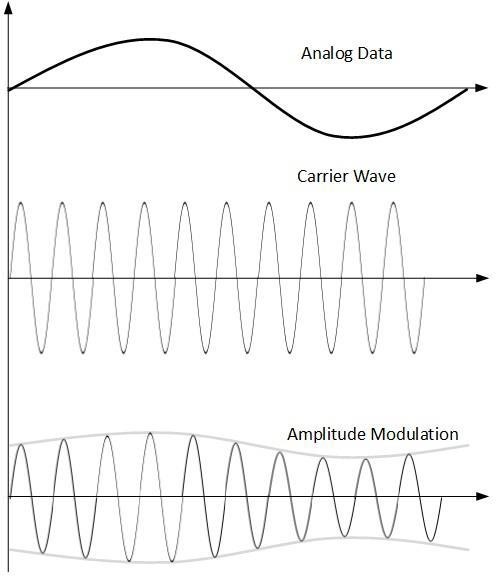 Analog Data
Carrier Wave
Amplitude Modulation